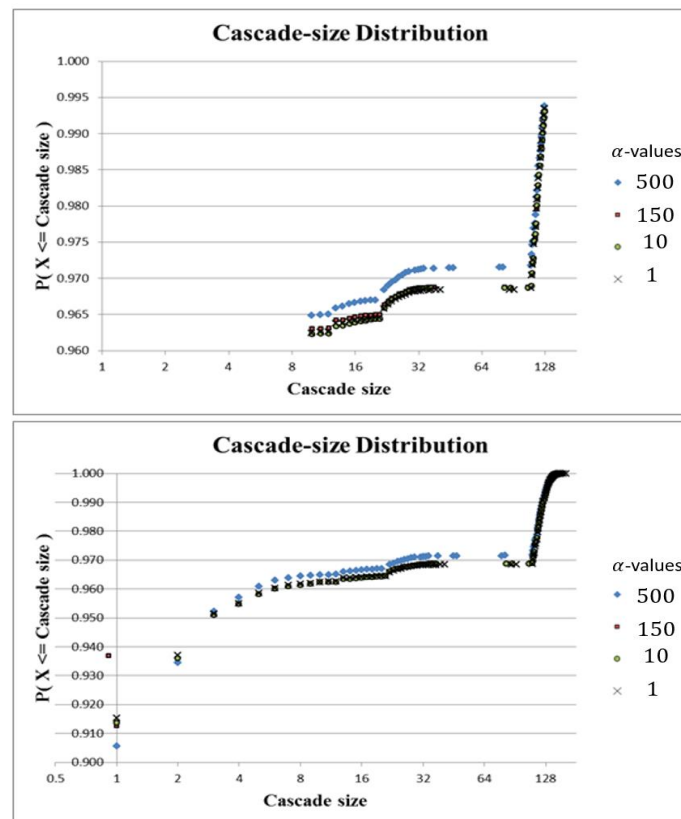 Cascade-size Distribution
P( X <= Cascade size )
1.000
0.995
0.990
0.985
0.980
0.975
0.970
0.965
0.960
1 2 4 8 16 32 64 128
Cascade size
α-values
500
150
10
1
Cascade-size Distribution
P( X <= Cascade size )
1.000
0.990
0.980
0.970
0.960
0.950
0.940
0.930
0.920
0.910
0.900
0.5 1 2 4 8 16 32 64 128
Cascade size
α-values
500
150
10
1